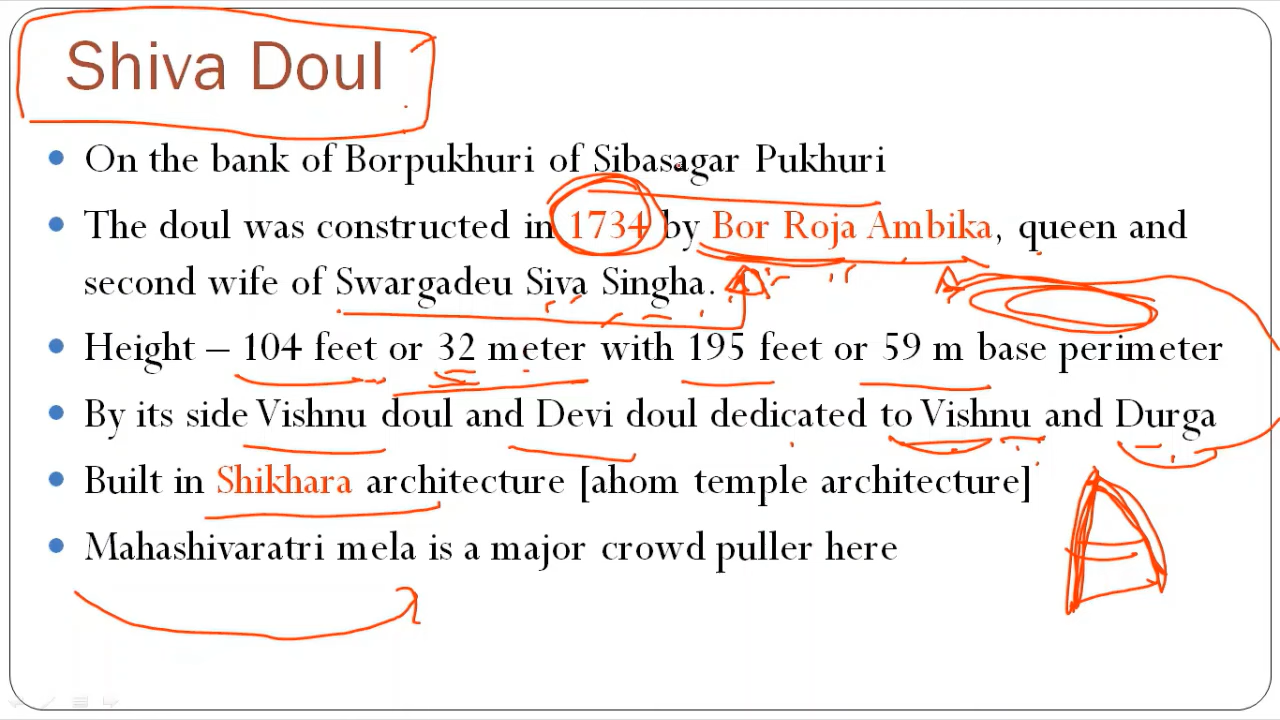 Shiva Doul
• On the bank of Borpukhuri of Sibasagar Pukhuri
• The doul was constructed in 1734 by Bor Roja Ambika, queen and
second wife of Swargadeu Siva Singha.
• Height – 104 feet or 32 meter with 195 feet or 59 m base perimeter
• By its side Vishnu doul and Devi doul dedicated to Vishnu and Durga
• Built in Shikhara architecture [ahom temple architecture]
• Mahashivaratri mela is a major crowd puller here